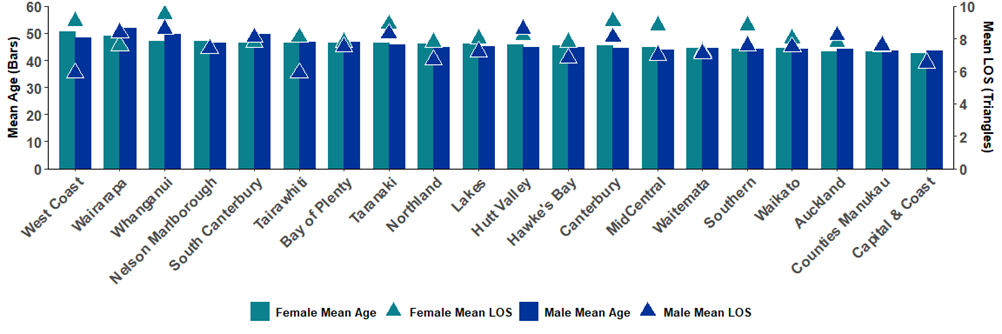 Mean Age (Bars)
60
50
40
30
20
10
0
10
8
6
4
2
0
Mean LOS (Triangles)
West Coast
Wairarapa
Whanganui
Nelson Marlborough
South Canterbury
Tairawhiti
Bay of Plenty
Taranaki
Northland
Lakes
Hutt Valley
Hawke's Bay
Canterbury
MidCentral
Waitemata
Southern
Waikato
Auckland
Counties Manukau
Capital & Coast
Female Mean Age Female Mean LOS Male Mean Age Male Mean LOS